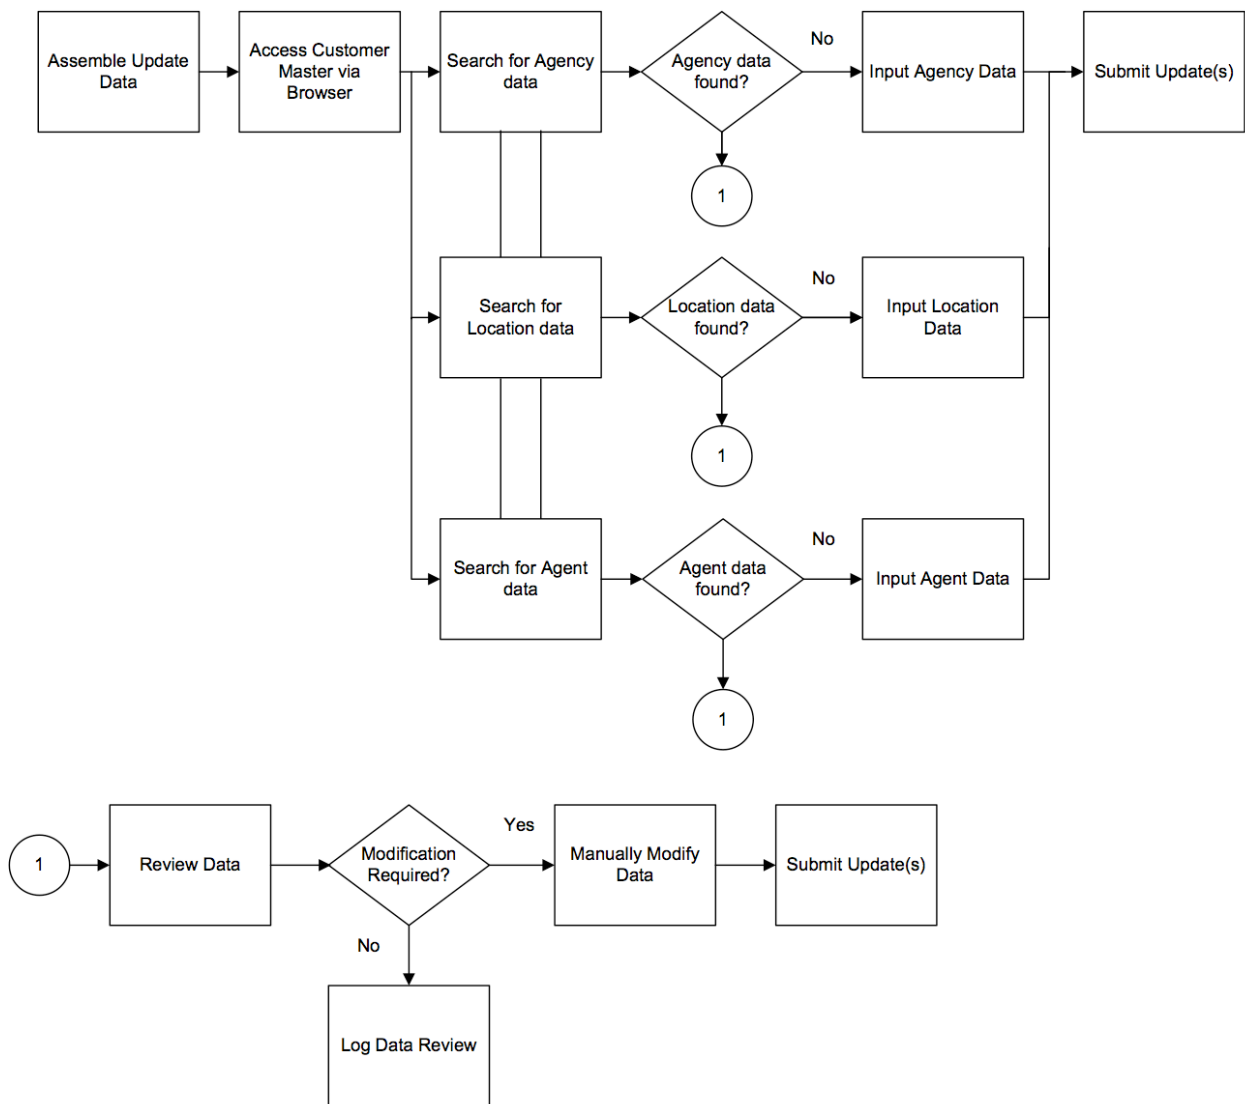 Assemble Update
Data
Access Customer
Master via
Browser
Search for Agency
data
Agency data
found?
No
Input Agency Data
Submit Update(s)
1
Search for
Location data
Location data
found?
No
Input Location
Data
1
Search for Agent
data
Agent data
found?
No
Input Agent Data
1
1
Review Data
Modification
Required?
Yes
Manually Modify
Data
Submit Update(s)
No
Log Data Review